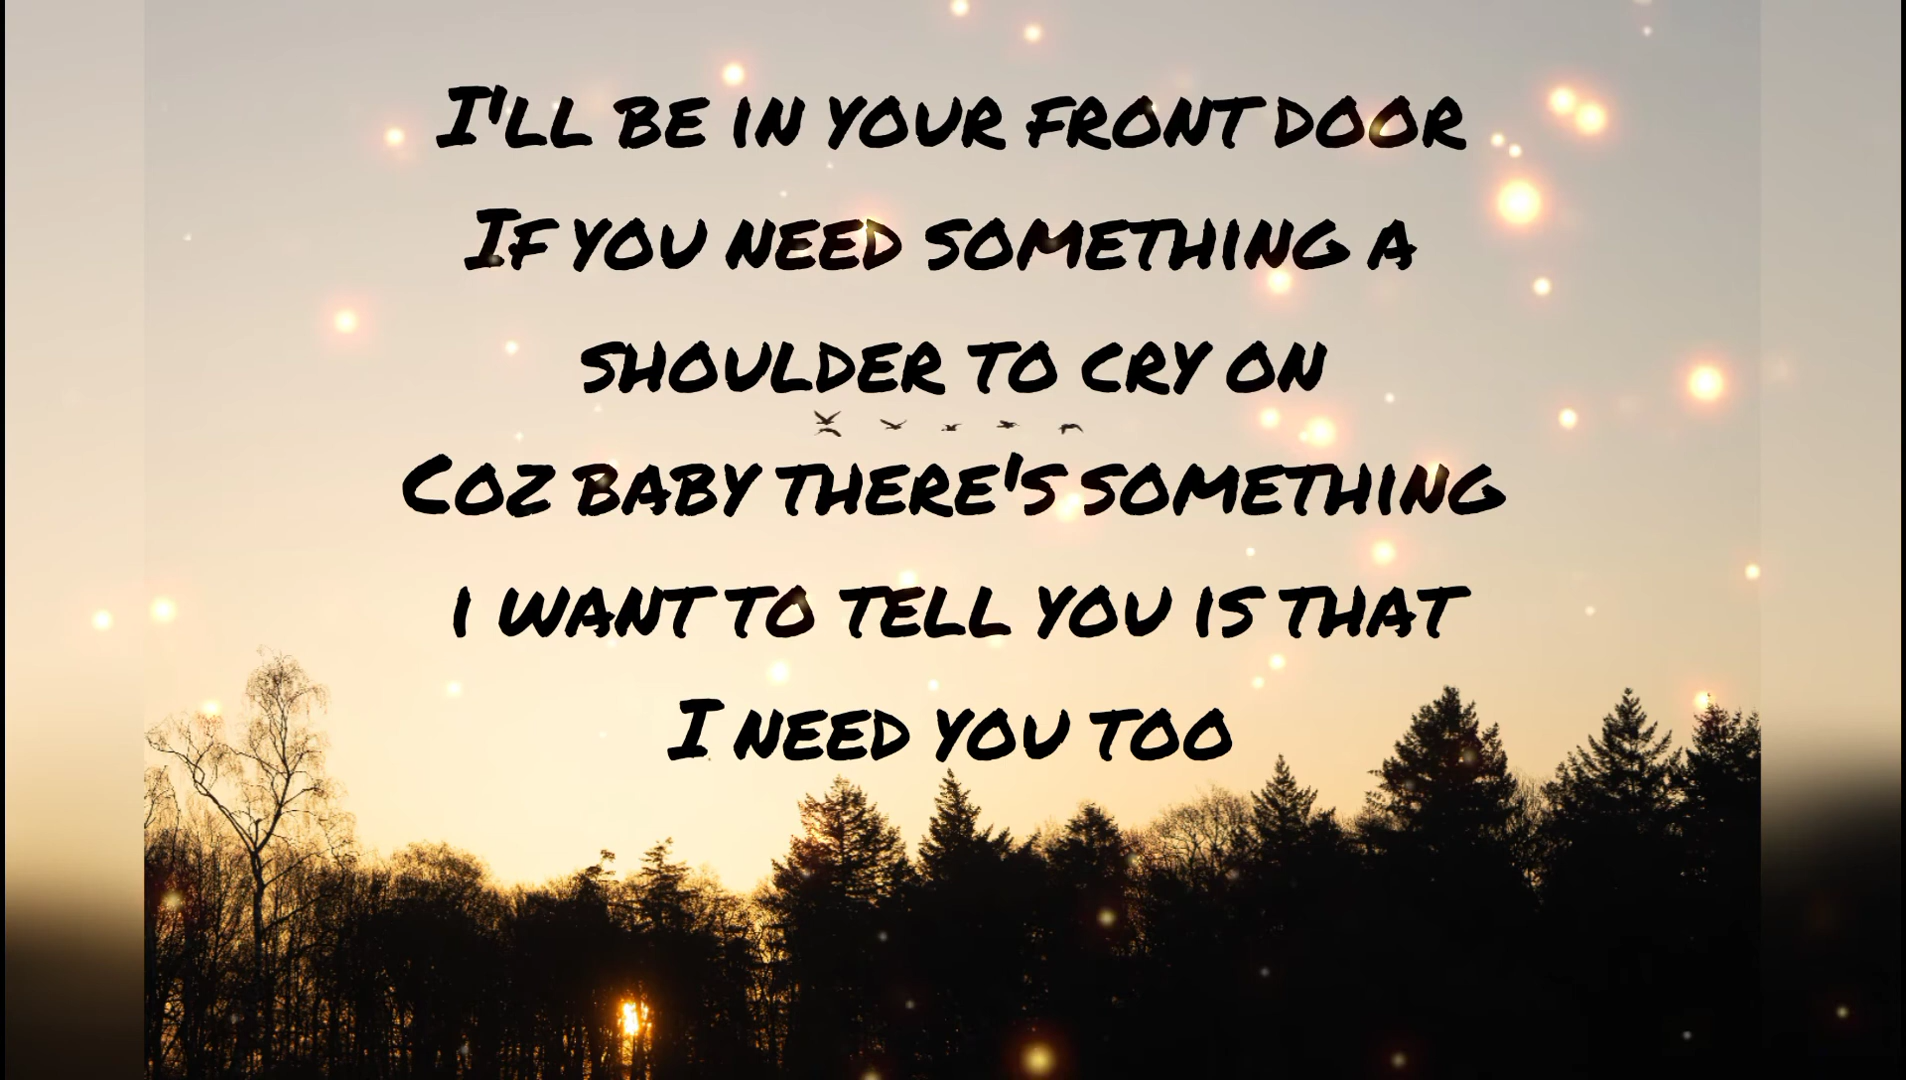 I'll be in your front door
If you need something a
shoulder to cry on
Coz baby there's something
i want to tell you is that
I need you too